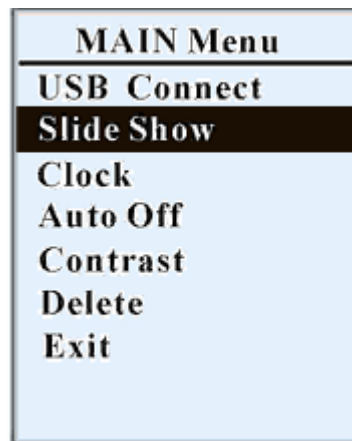 MAIN Menu
USB Connect
Slide Show
Clock
Auto Off
Contrast
Delete
Exit